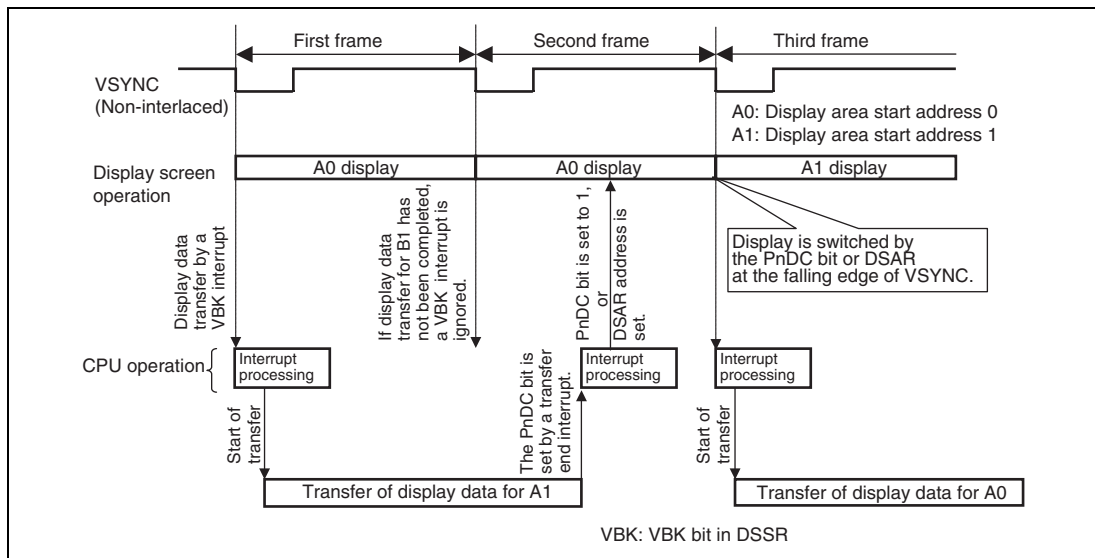 First frame
Second frame
Third frame
VSYNC
(Non-interlaced)
A0: Display area start address 0
A1: Display area start address 1
Display screen
operation
A0 display
A0 display
A1 display
Display data
transfer by a
VBK interrupt
If display data
transfer for B1 has
not been completed,
a VBK interrupt is
ignored.
PnDC bit is set to 1,
or
DSAR address is
set.
Display is switched by
the PnDC bit or DSAR
at the falling edge of VSYNC.
CPU operation
Interrupt
processing
Interrupt
processing
Interrupt
processing
Start of
transfer
The PnDC bit is
set by a transfer
end interrupt.
Start of
transfer
Transfer of display data for A1
Transfer of display data for A0
VBK: VBK bit in DSSR